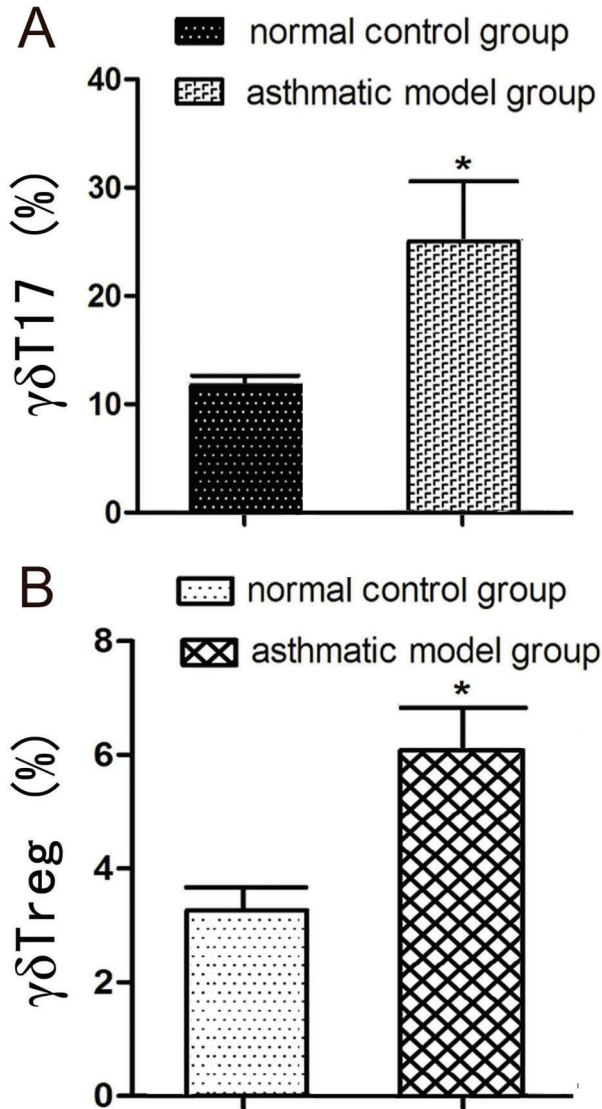 A
normal control group
asthmatic model group
40
30
20
10
0
γδT17 (%)
*
B
normal control group
asthmatic model group
8
6
4
2
0
γδTreg (%)
*